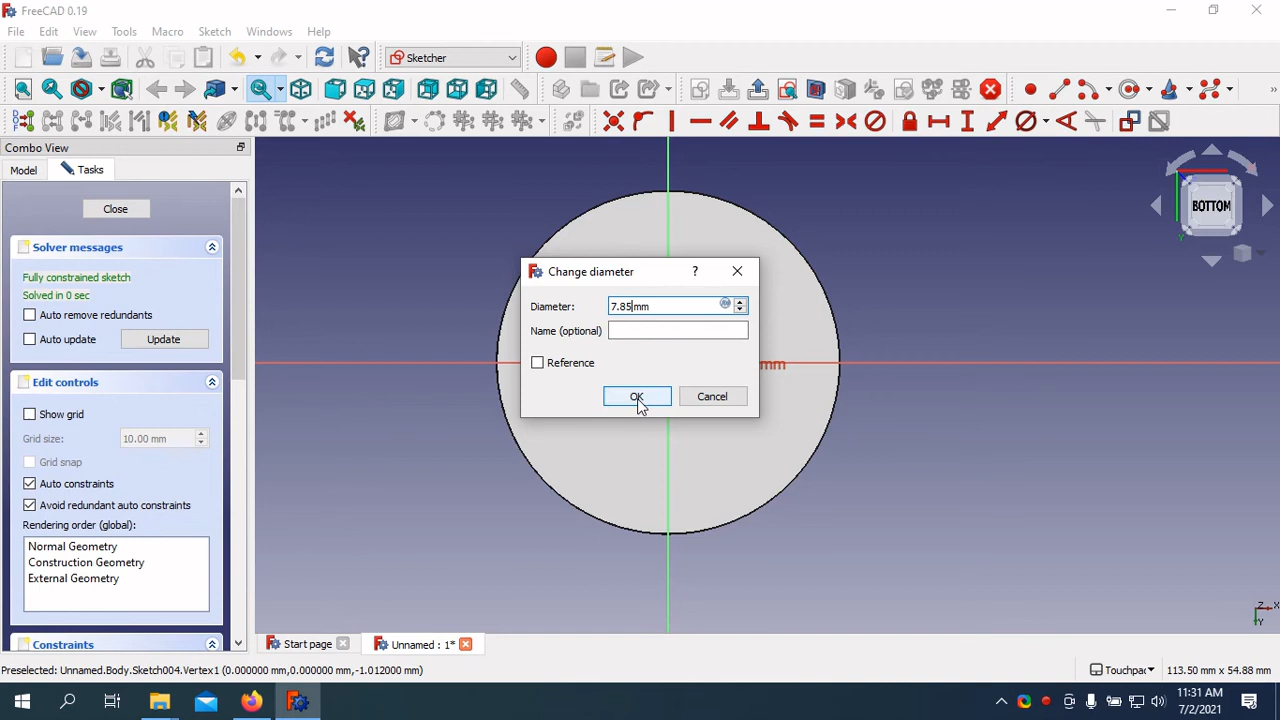 FreeCAD 0.19
File Edit View Tools Macro Sketch Windows Help
Sketcher
Combo View
Model Tasks
Close
Solver messages
Fully constrained sketch
Solved in 0 sec
Auto remove redundants
Auto update Update
Edit controls
Show grid
Grid size: 10.00 mm
Grid snap
Auto constraints
Avoid redundant auto constraints
Rendering order (global):
Normal Geometry
Construction Geometry
External Geometry
Constraints
Change diameter ?
Diameter: 7.85mm
Name (optional)
Reference
OK Cancel
mm
BOTTOM
Y
Z X
Y
Start page Unnamed : 1*
Preselected: Unnamed.Body.Sketch004.Vertex1 (0.000000 mm,0.000000 mm,-1.012000 mm)
Touchpad 113.50 mm x 54.88 mm
11:31 AM
7/2/2021